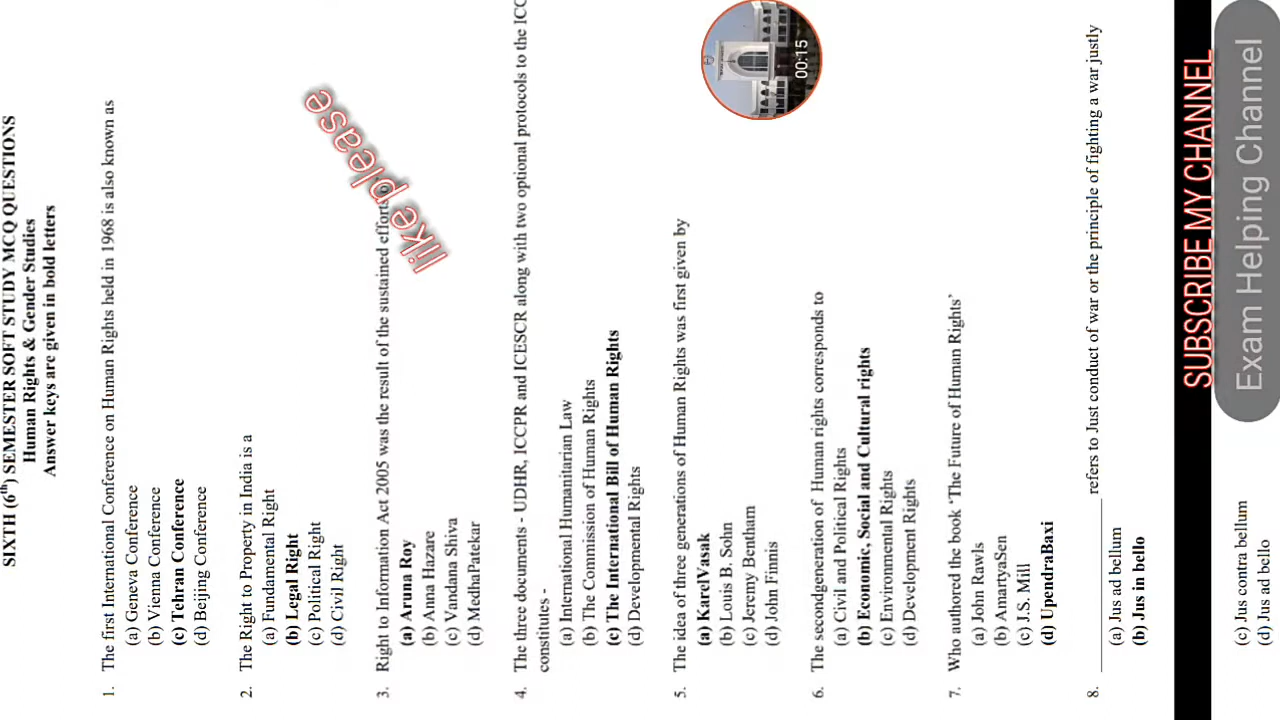 SIXTH (6th) SEMESTER SOFT STUDY MCQ QUESTIONS
Human Rights & Gender Studies
Answer keys are given in bold letters
1. The first International Conference on Human Rights held in 1968 is also known as
(a) Geneva Conference
(b) Vienna Conference
(c) Tehran Conference
(d) Beijing Conference
2. The Right to Property in India is a
(a) Fundamental Right
(b) Legal Right
(c) Political Right
(d) Civil Right
3. Right to Information Act 2005 was the result of the sustained efforts
(a) Aruna Roy
(b) Anna Hazare
(c) Vandana Shiva
(d) MedhaPatekar
like please
4. The three documents - UDHR, ICCPR and ICESCR along with two optional protocols to the ICC
constitutes -
(a) International Humanitarian Law
(b) The Commission of Human Rights
(c) The International Bill of Human Rights
(d) Developmental Rights
5. The idea of three generations of Human Rights was first given by
(a) KarelVasak
(b) Louis B. Sohn
(c) Jeremy Bentham
(d) John Finnis
00:15
6. The secondgeneration of Human rights corresponds to
(a) Civil and Political Rights
(b) Economic, Social and Cultural rights
(c) Environmental Rights
(d) Development Rights
7. Who authored the book ‘The Future of Human Rights’
(a) John Rawls
(b) AmartyaSen
(c) J.S. Mill
(d) UpendraBaxi
8. ____________________ refers to Just conduct of war or the principle of fighting a war justly
(a) Jus ad bellum
(b) Jus in bello
SUBSCRIBE MY CHANNEL
(c) Jus contra bellum
(d) Jus ad bello
Exam Helping Channel